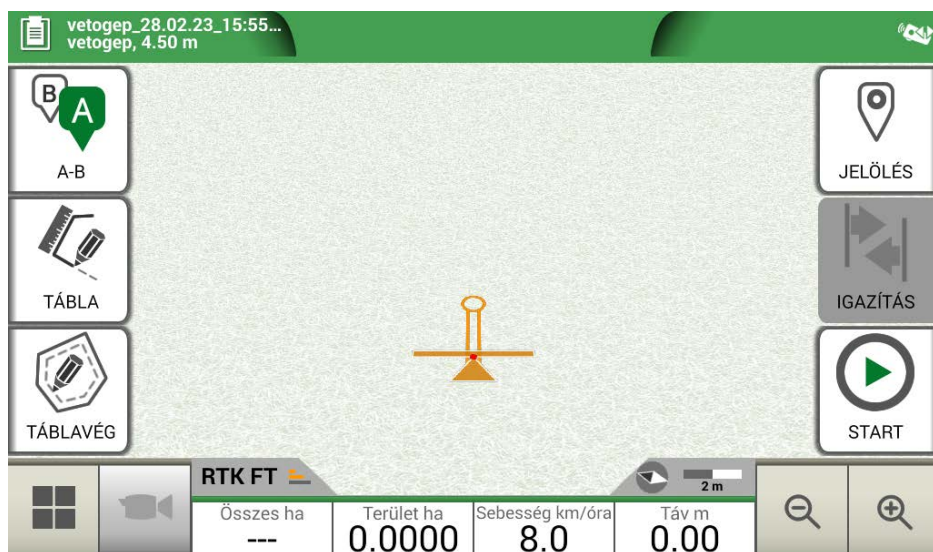 vetogep_28.02.23_15:55...
vetogep, 4.50 m
B
A
A-B
TÁBLA
TÁBLAVÉG
JELÖLÉS
IGAZÍTÁS
START
RTK FT
2 m
Összes ha
---
Terület ha
0.0000
Sebesség km/óra
8.0
Táv m
0.00